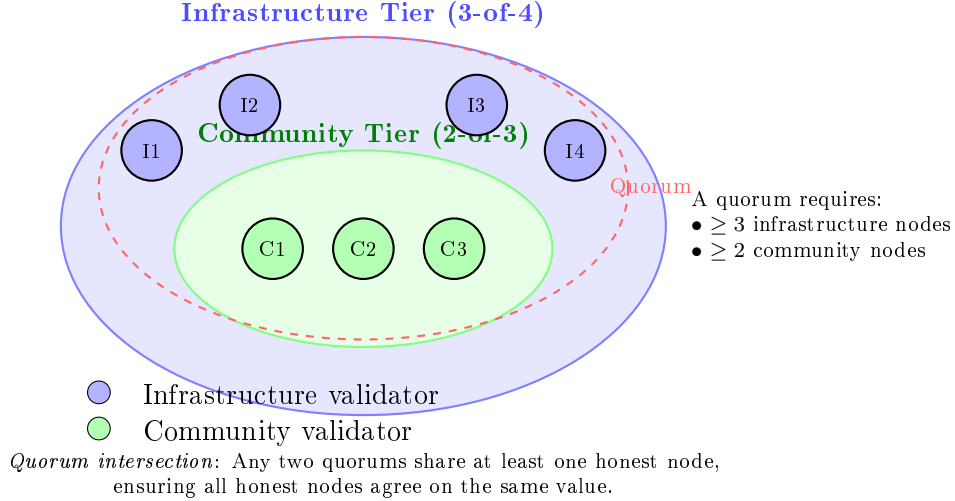 Infrastructure Tier (3-of-4)
I2
I3
Community Tier (2-of-3)
I1
I4
Quorum
A quorum requires:
• ≥ 3 infrastructure nodes
• ≥ 2 community nodes
C1
C2
C3
Infrastructure validator
Community validator
Quorum intersection: Any two quorums share at least one honest node,
ensuring all honest nodes agree on the same value.